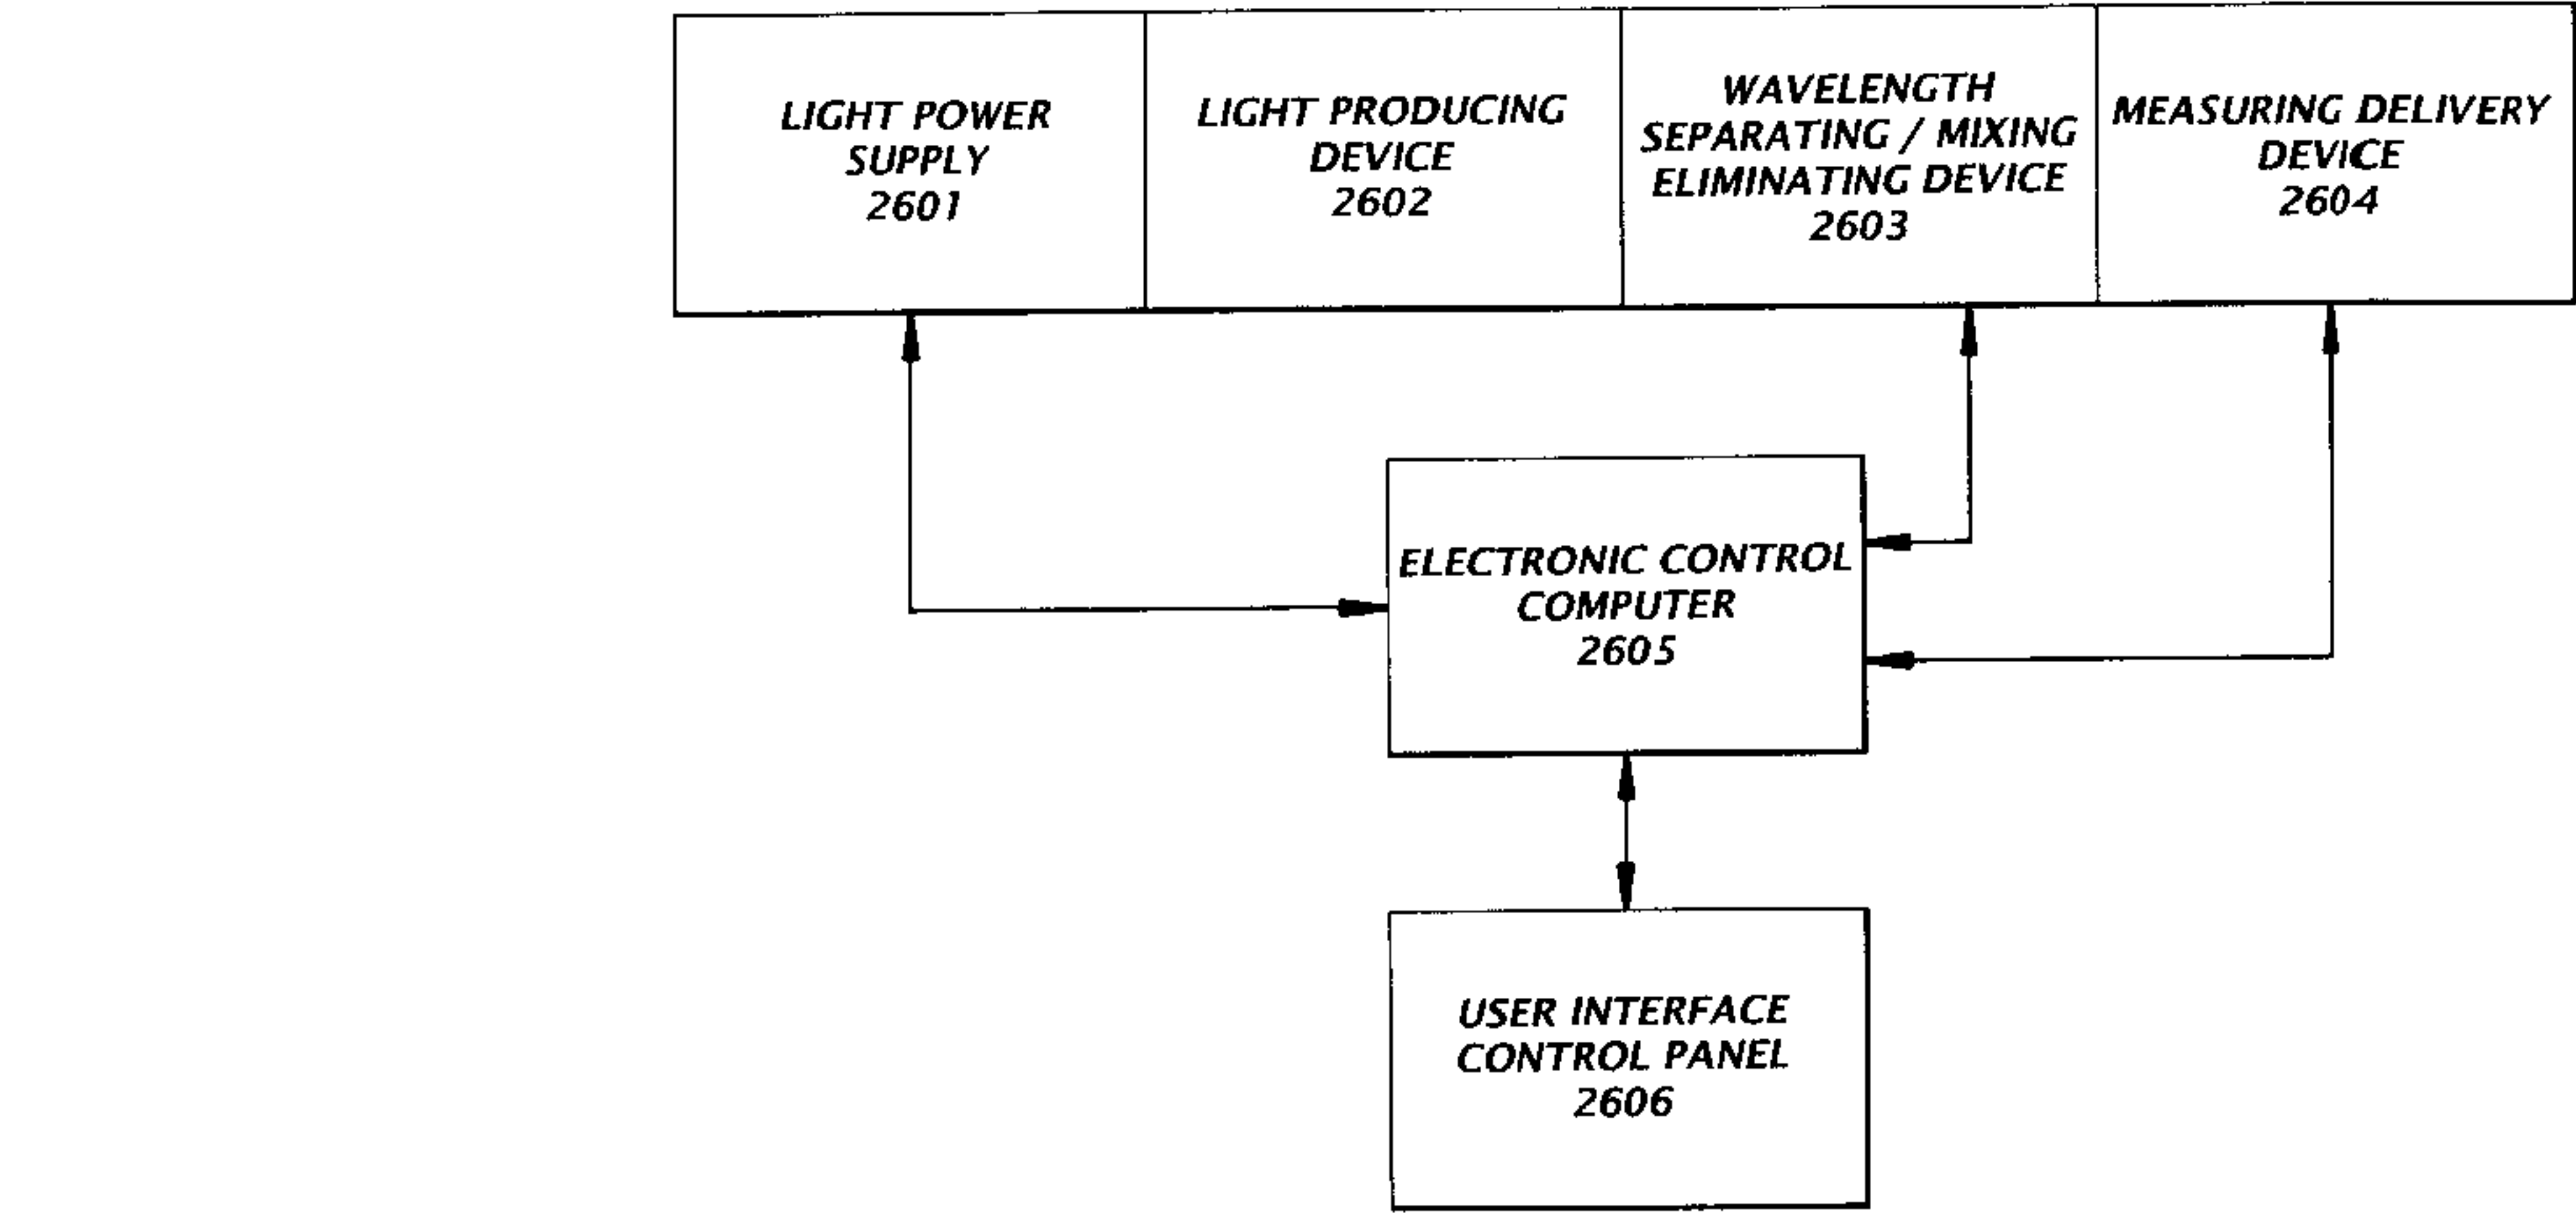 LIGHT POWER
SUPPLY
2601
LIGHT PRODUCING
DEVICE
2602
WAVELENGTH
SEPARATING / MIXING
ELIMINATING DEVICE
2603
MEASURING DELIVERY
DEVICE
2604
ELECTRONIC CONTROL
COMPUTER
2605
USER INTERFACE
CONTROL PANEL
2606